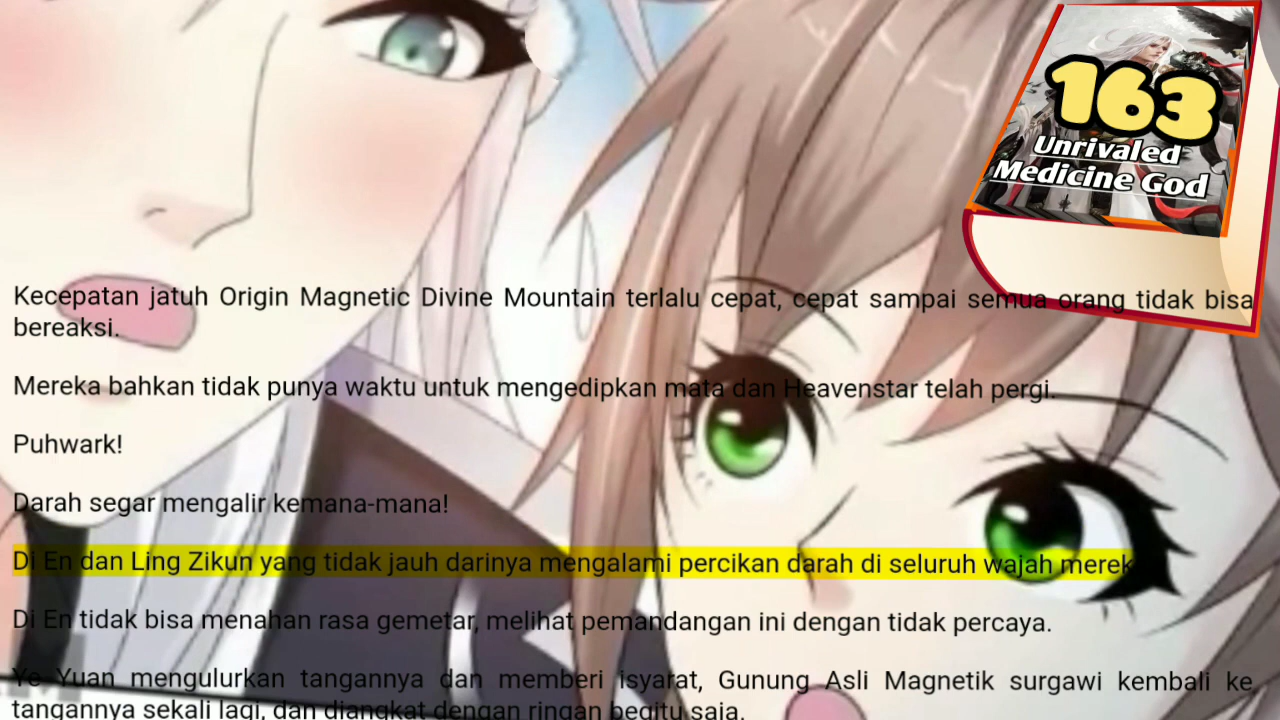 163
Unrivaled
Medicine God
Kecepatan jatuh Origin Magnetic Divine Mountain terlalu cepat, cepat sampai semua orang tidak bisa
bereaksi.
Mereka bahkan tidak punya waktu untuk mengedipkan mata dan Heavenstar telah pergi.
Puhwark!
Darah segar mengalir kemana-mana!
Di En dan Ling Zikun yang tidak jauh darinya mengalami percikan darah di seluruh wajah merek
Di En tidak bisa menahan rasa gemetar, melihat pemandangan ini dengan tidak percaya.
Ye Yuan mengulurkan tangannya dan memberi isyarat, Gunung Asli Magnetik surgawi kembali ke
tangannya sekali lagi, dan diangkat dengan ringan begitu saja.